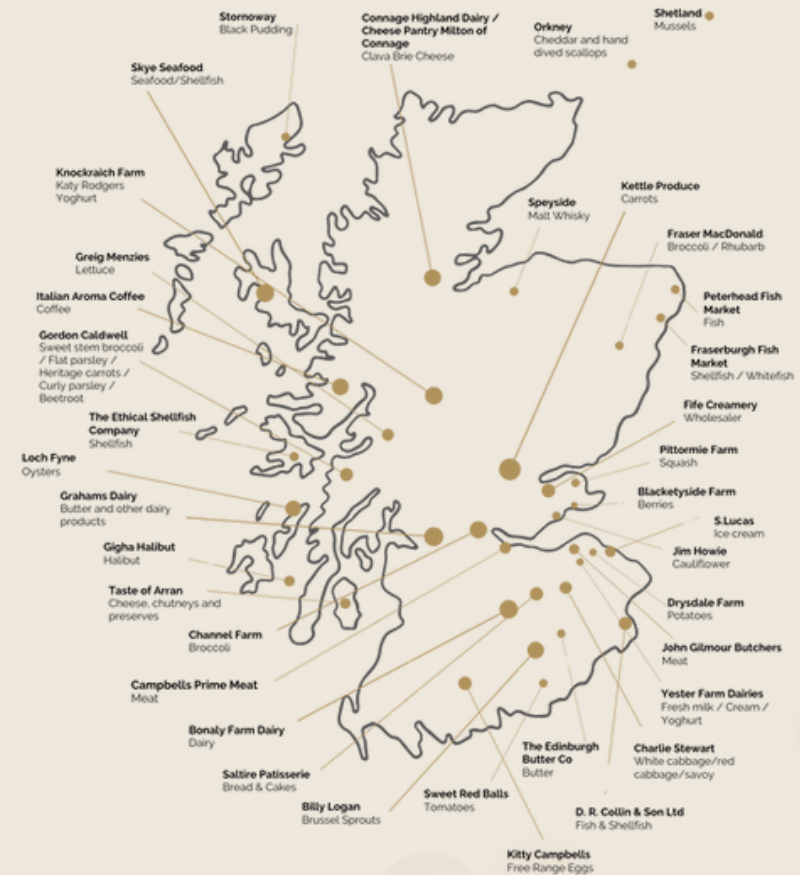 Stornoway
Black Pudding
Connage Highland Dairy /
Cheese Pantry Milton of
Connage
Clava Brie Cheese
Orkney
Cheddar and hand
dived scallops
Shetland
Mussels
Skye Seafood
Seafood/Shellfish
Knockraich Farm
Katy Rodgers
Yoghurt
Speyside
Malt Whisky
Kettle Produce
Carrots
Fraser MacDonald
Broccoli / Rhubarb
Greig Menzies
Lettuce
Italian Aroma Coffee
Coffee
Peterhead Fish
Market
Fish
Gordon Caldwell
Sweet stem broccoli
/ Flat parsley /
Heritage carrots /
Curly parsley /
Beetroot
Fraserburgh Fish
Market
Shellfish / Whitefish
The Ethical Shellfish
Company
Shellfish
Fife Creamery
Wholesaler
Loch Fyne
Oysters
Pittormie Farm
Squash
Grahams Dairy
Butter and other dairy
products
Blacketyside Farm
Berries
S.Lucas
Ice cream
Gigha Halibut
Halibut
Jim Howie
Cauliflower
Taste of Arran
Cheese, chutneys and
preserves
Drysdale Farm
Potatoes
Channel Farm
Broccoli
John Gilmour Butchers
Meat
Campbells Prime Meat
Meat
Yester Farm Dairies
Fresh milk / Cream /
Yoghurt
Bonaly Farm Dairy
Dairy
The Edinburgh
Butter Co
Butter
Charlie Stewart
White cabbage/red
cabbage/savoy
Saltire Patisserie
Bread & Cakes
Billy Logan
Brussel Sprouts
Sweet Red Balls
Tomatoes
D. R. Collin & Son Ltd
Fish & Shellfish
Kitty Campbells
Free Range Eggs